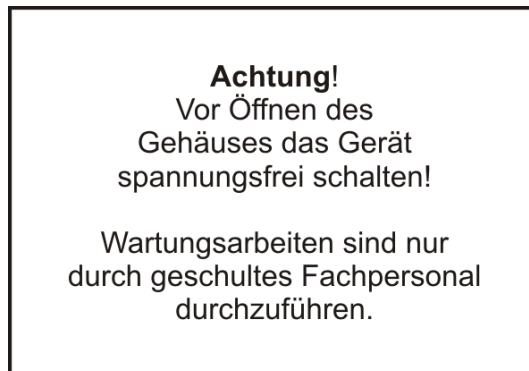 Achtung!
Vor Öffnen des
Gehäuses das Gerät
spannungsfrei schalten!
Wartungsarbeiten sind nur
durch geschultes Fachpersonal
durchzuführen.